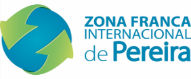 ZONA FRANCA
INTERNACIONAL
de Pereira